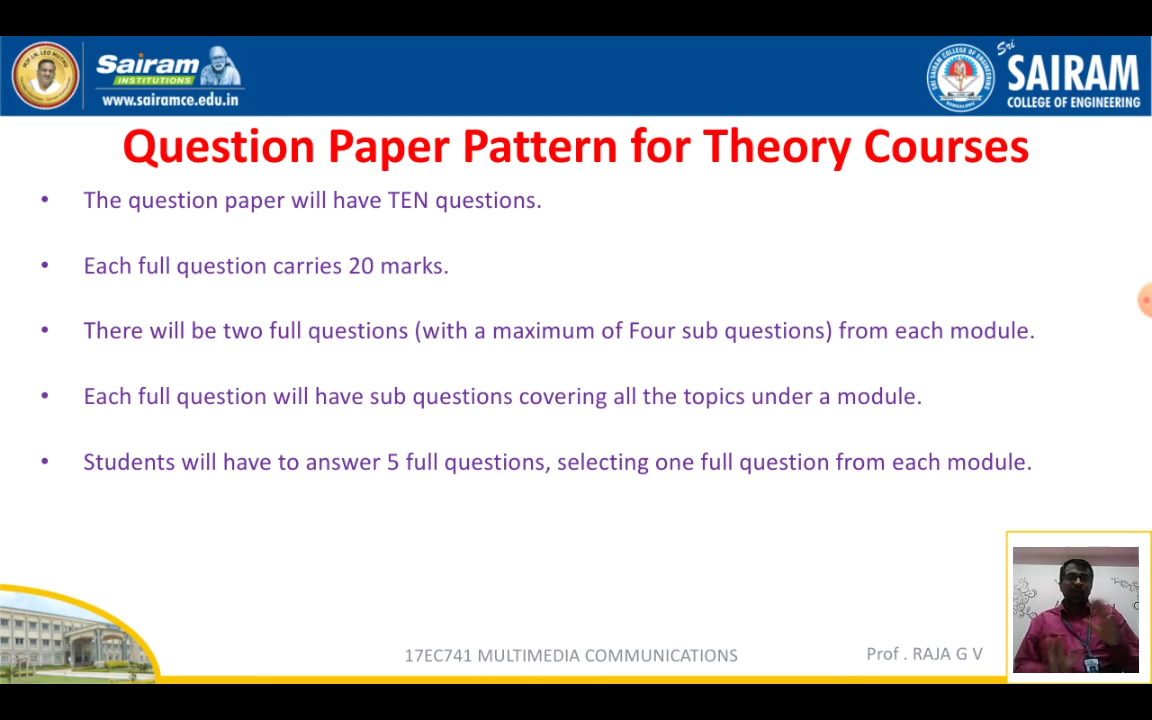 Sairam
INSTITUTIONS
www.sairamce.edu.in
Sri
SAIRAM
COLLEGE OF ENGINEERING
Question Paper Pattern for Theory Courses
• The question paper will have TEN questions.
• Each full question carries 20 marks.
• There will be two full questions (with a maximum of Four sub questions) from each module.
• Each full question will have sub questions covering all the topics under a module.
• Students will have to answer 5 full questions, selecting one full question from each module.
17EC741 MULTIMEDIA COMMUNICATIONS
Prof . RAJA G V